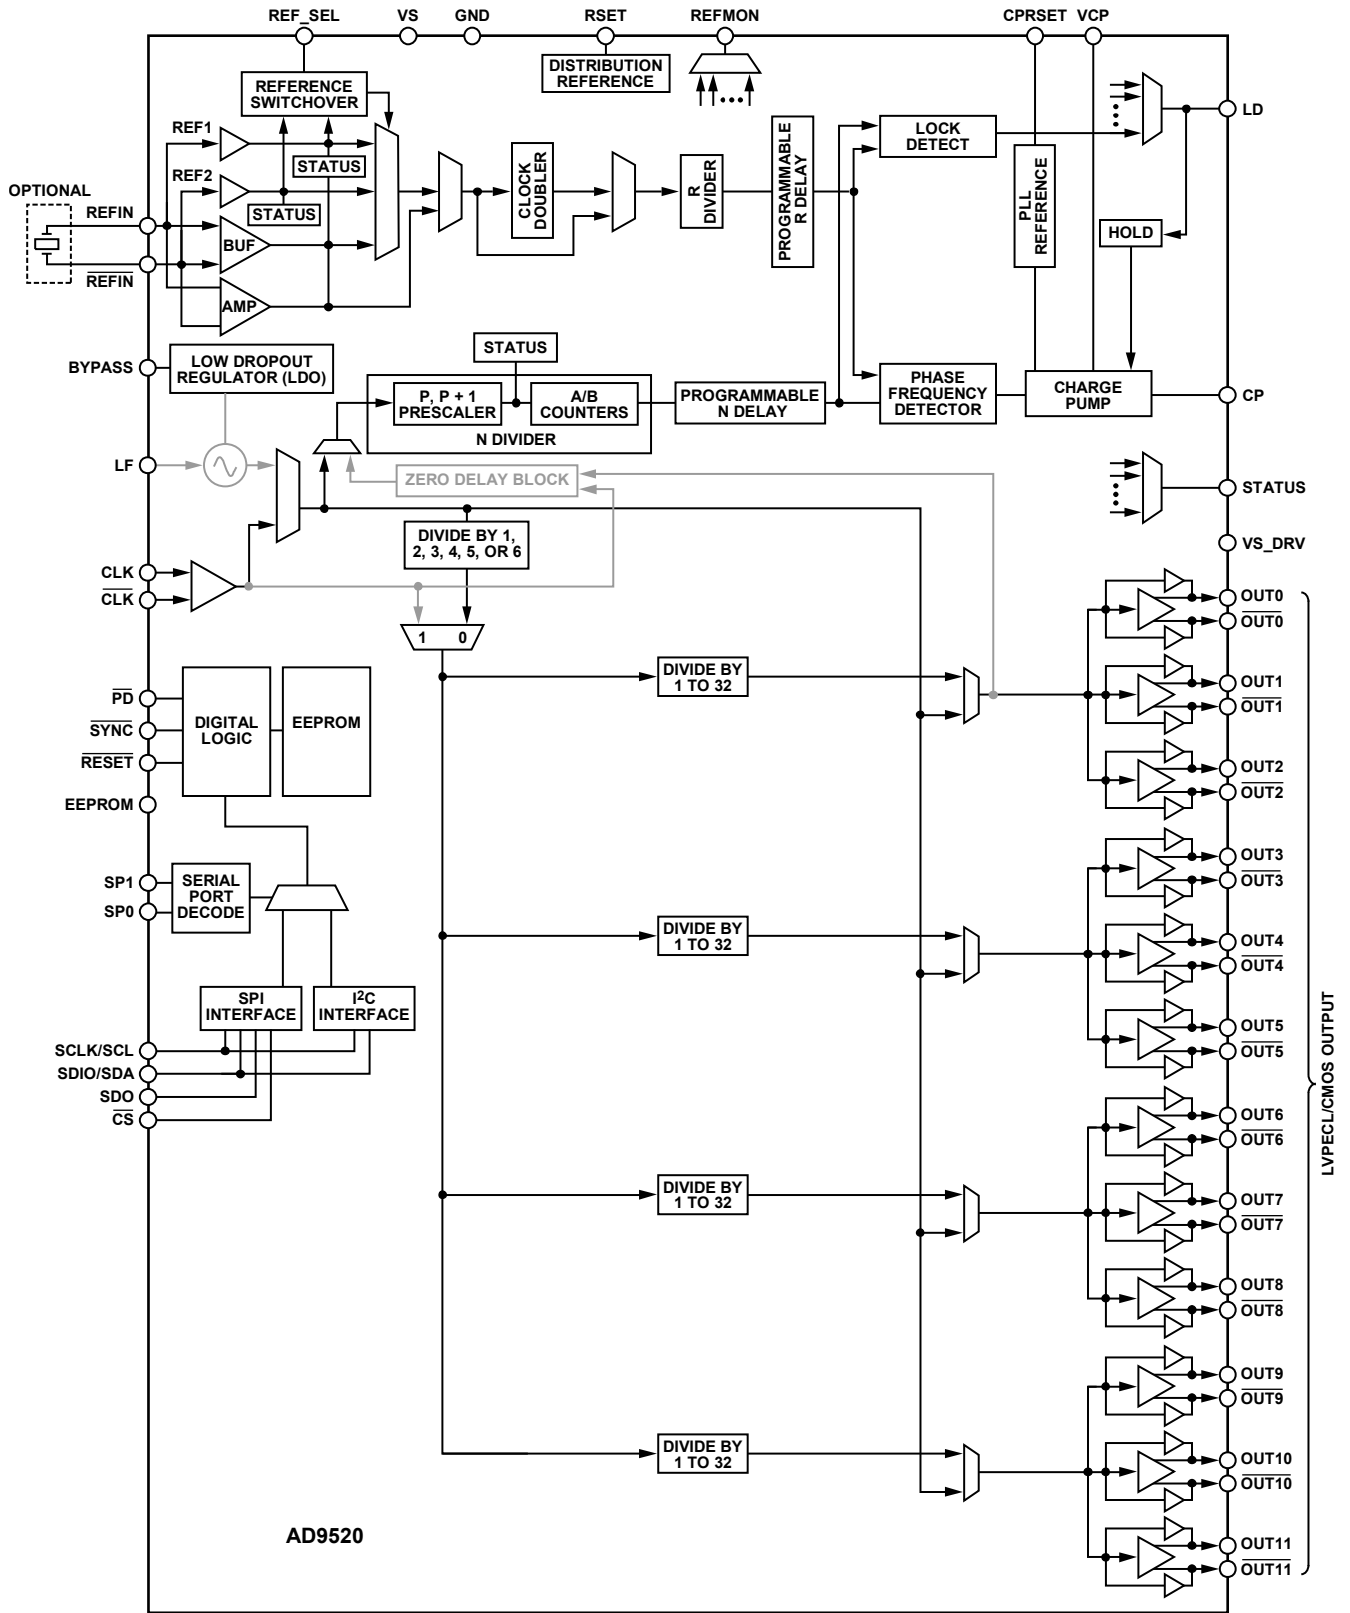 REF_SEL
VS
GND
RSET
REFMON
CPRSET
VCP
DISTRIBUTION
REFERENCE
REFERENCE
SWITCHOVER
REF1
STATUS
REF2
STATUS
OPTIONAL
REFIN
REFIN
BUF
AMP
CLOCK
DOUBLER
R
DIVIDER
PROGRAMMABLE
R DELAY
LOCK
DETECT
LD
PLL
REFERENCE
HOLD
BYPASS
LOW DROPOUT
REGULATOR (LDO)
STATUS
P, P + 1
PRESCALER
A/B
COUNTERS
N DIVIDER
PROGRAMMABLE
N DELAY
PHASE
FREQUENCY
DETECTOR
CHARGE
PUMP
CP
LF
ZERO DELAY BLOCK
STATUS
DIVIDE BY 1,
2, 3, 4, 5, OR 6
VS_DRV
CLK
CLK
1 0
OUT0
OUT0
DIVIDE BY
1 TO 32
OUT1
OUT1
PD
SYNC
RESET
DIGITAL
LOGIC
EEPROM
OUT2
OUT2
EEPROM
OUT3
OUT3
SP1
SP0
SERIAL
PORT
DECODE
DIVIDE BY
1 TO 32
OUT4
OUT4
SPI
INTERFACE
I2C
INTERFACE
OUT5
OUT5
SCLK/SCL
SDIO/SDA
SDO
CS
OUT6
OUT6
LVPECL/CMOS OUTPUT
DIVIDE BY
1 TO 32
OUT7
OUT7
OUT8
OUT8
OUT9
OUT9
DIVIDE BY
1 TO 32
OUT10
OUT10
AD9520
OUT11
OUT11